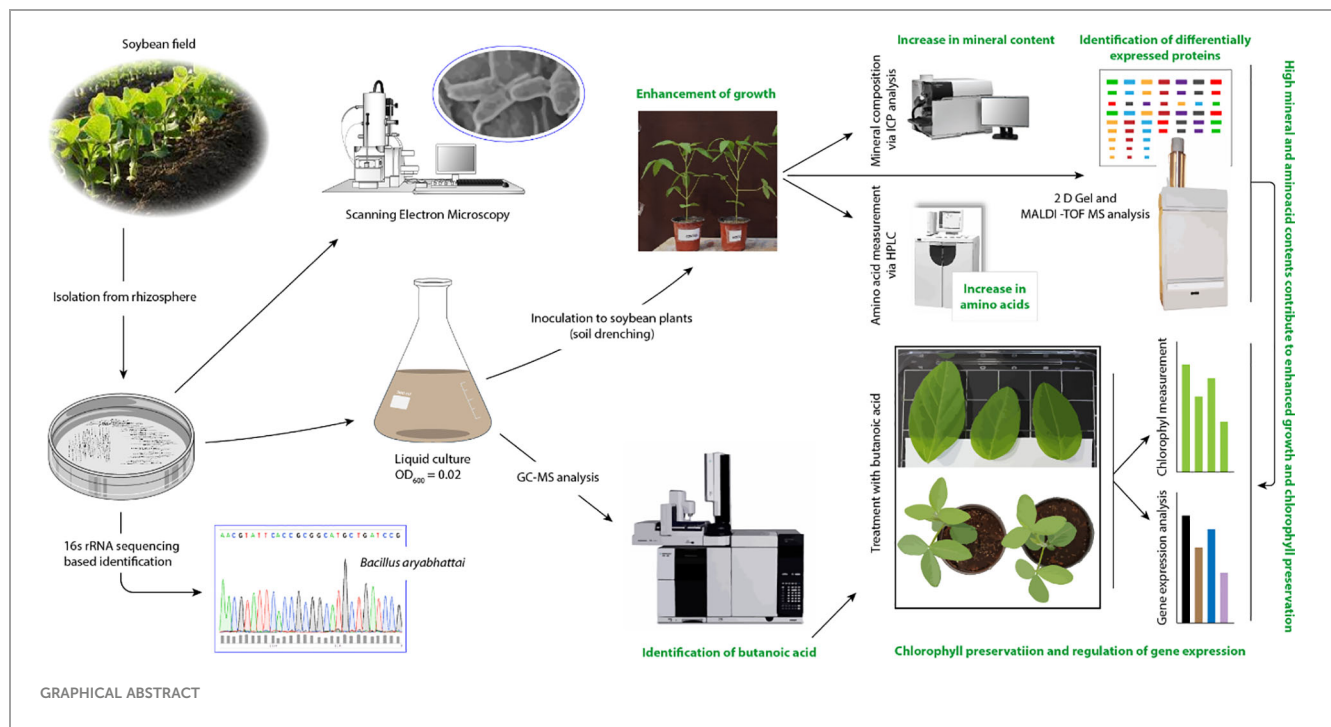 Soybean field
Isolation from rhizosphere
Scanning Electron Microscopy
Liquid culture
OD600 = 0.02
16s rRNA sequencing
based identification
AACGTATTCACCGCGGCATGCTGATCCG
Bacillus aryabhattai
Inoculation to soybean plants
(soil drenching)
GC-MS analysis
Identification of butanoic acid
Enhancement of growth
Increase in mineral content
Mineral composition
via ICP analysis
Amino acid measurement
via HPLC
Increase in
amino acids
Identification of differentially
expressed proteins
2 D Gel and
MALDI -TOF MS analysis
Treatment with butanoic acid
Chlorophyl measurement
Gene expression analysis
Chlorophyll preservatiion and regulation of gene expression
High mineral and aminoacid contents contribute to enhanced growth and chlorophyll preservation
GRAPHICAL ABSTRACT